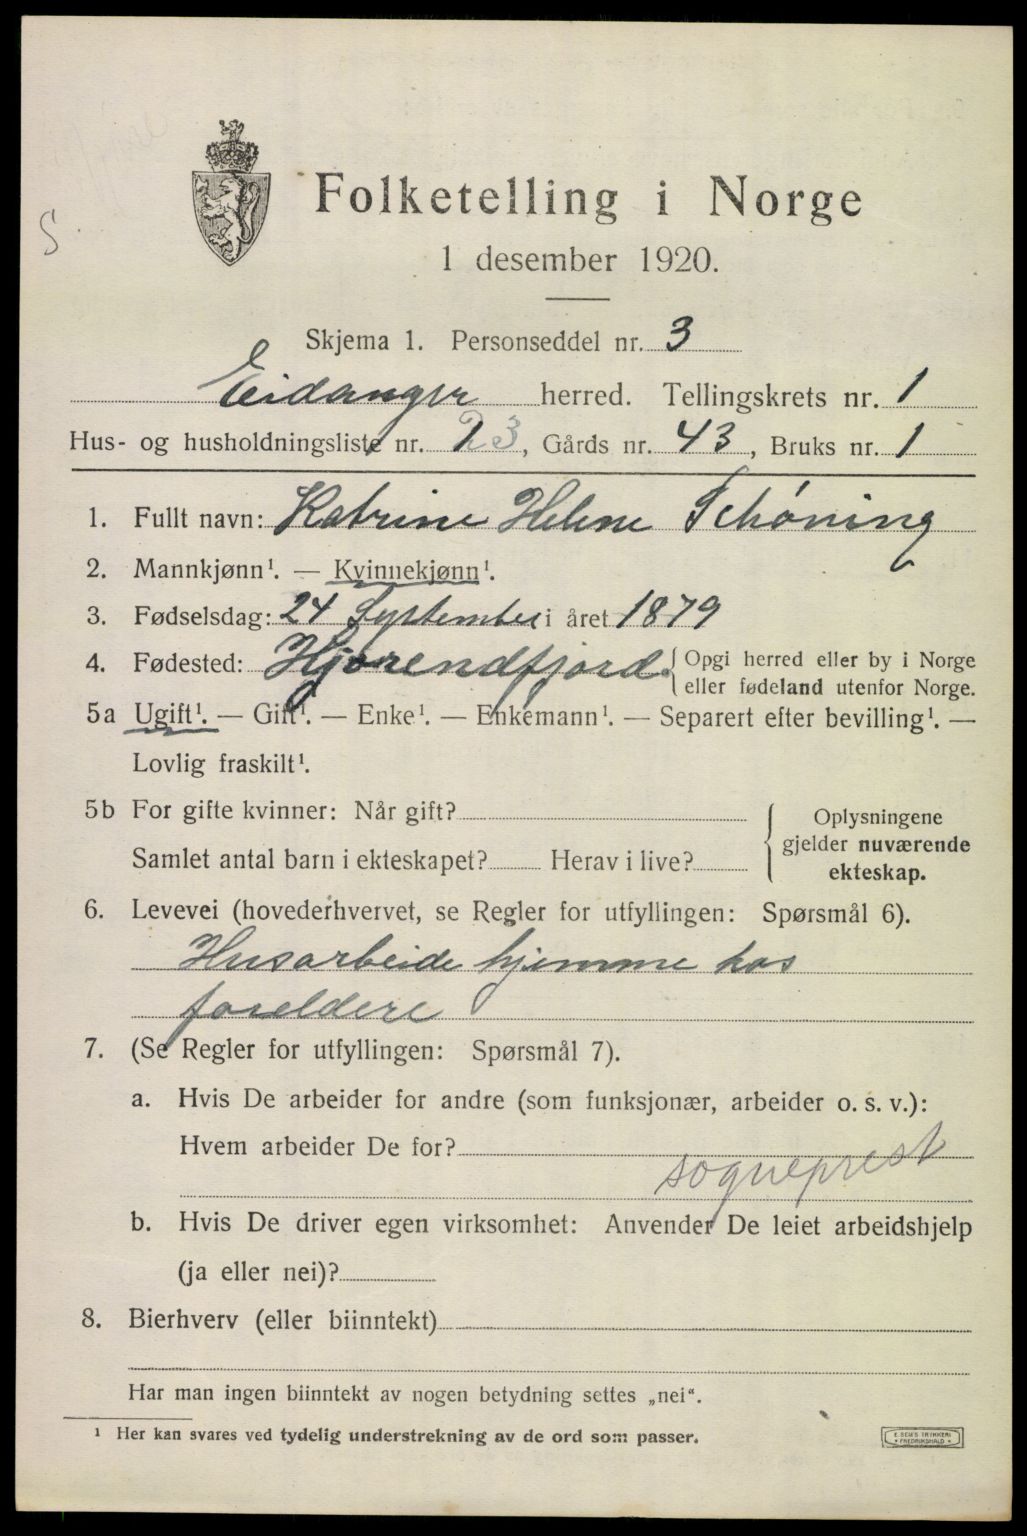 S.
Folketelling i Norge
1 desember 1920.
Skjema 1. Personseddel nr. 3
Eidanger herred. Tellingskrets nr. 1
Hus- og husholdningsliste nr. 23, Gårds nr. 43, Bruks nr. 1
1. Fullt navn: Katrine Helene Schöning
2. Mannkjønn¹. — Kvinnekjønn¹.
3. Fødselsdag: 24 September i året 1879
4. Fødested: Hjørendfjord. Opgi herred eller by i Norge
eller fødeland utenfor Norge.
5a Ugift¹. — Gift¹. — Enke¹. — Enkemann¹. — Separert efter bevilling¹. —
Lovlig fraskilt¹.
5b For gifte kvinner: Når gift?
Samlet antal barn i ekteskapet? Herav i live?
Oplysningene
gjelder nuværende
ekteskap.
6. Levevei (hovederhvervet, se Regler for utfyllingen: Spørsmål 6).
Husarbeide hjemme hos
foreldere
7. (Se Regler for utfyllingen: Spørsmål 7).
a. Hvis De arbeider for andre (som funksjonær, arbeider o. s. v.):
Hvem arbeider De for?
sogneprest
b. Hvis De driver egen virksomhet: Anvender De leiet arbeidshjelp
(ja eller nei)?
8. Bierhverv (eller biinntekt)
Har man ingen biinntekt av nogen betydning settes „nei“.
¹ Her kan svares ved tydelig understrekning av de ord som passer.
E. SEM'S TRYKKERI
FREDRIKSHALD